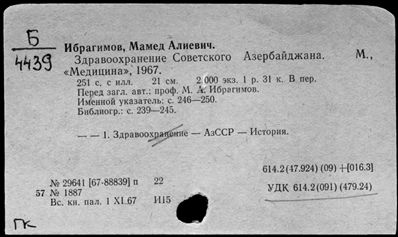 Б
4439
Ибрагимов, Мамед Алиевич.
Здравоохранение Советского Азербайджана. М.,
«Медицина», 1967.
251 с. с илл. 21 см. 2.000 экз. 1 р. 31 к. В пер.
Перед загл. авт.: проф. М. А. Ибрагимов.
Именной указатель: с. 246—250.
Библиогр.: с. 239—245.
— — 1. Здравоохранение — АзССР — История.
614.2(47.924) (09) +[016.3]
№ 29641 [67-88839] п 22
УДК 614.2(091) (479.24)
57 № 1887
Вс. кн. пал. 1 XI.67 И15
ГК